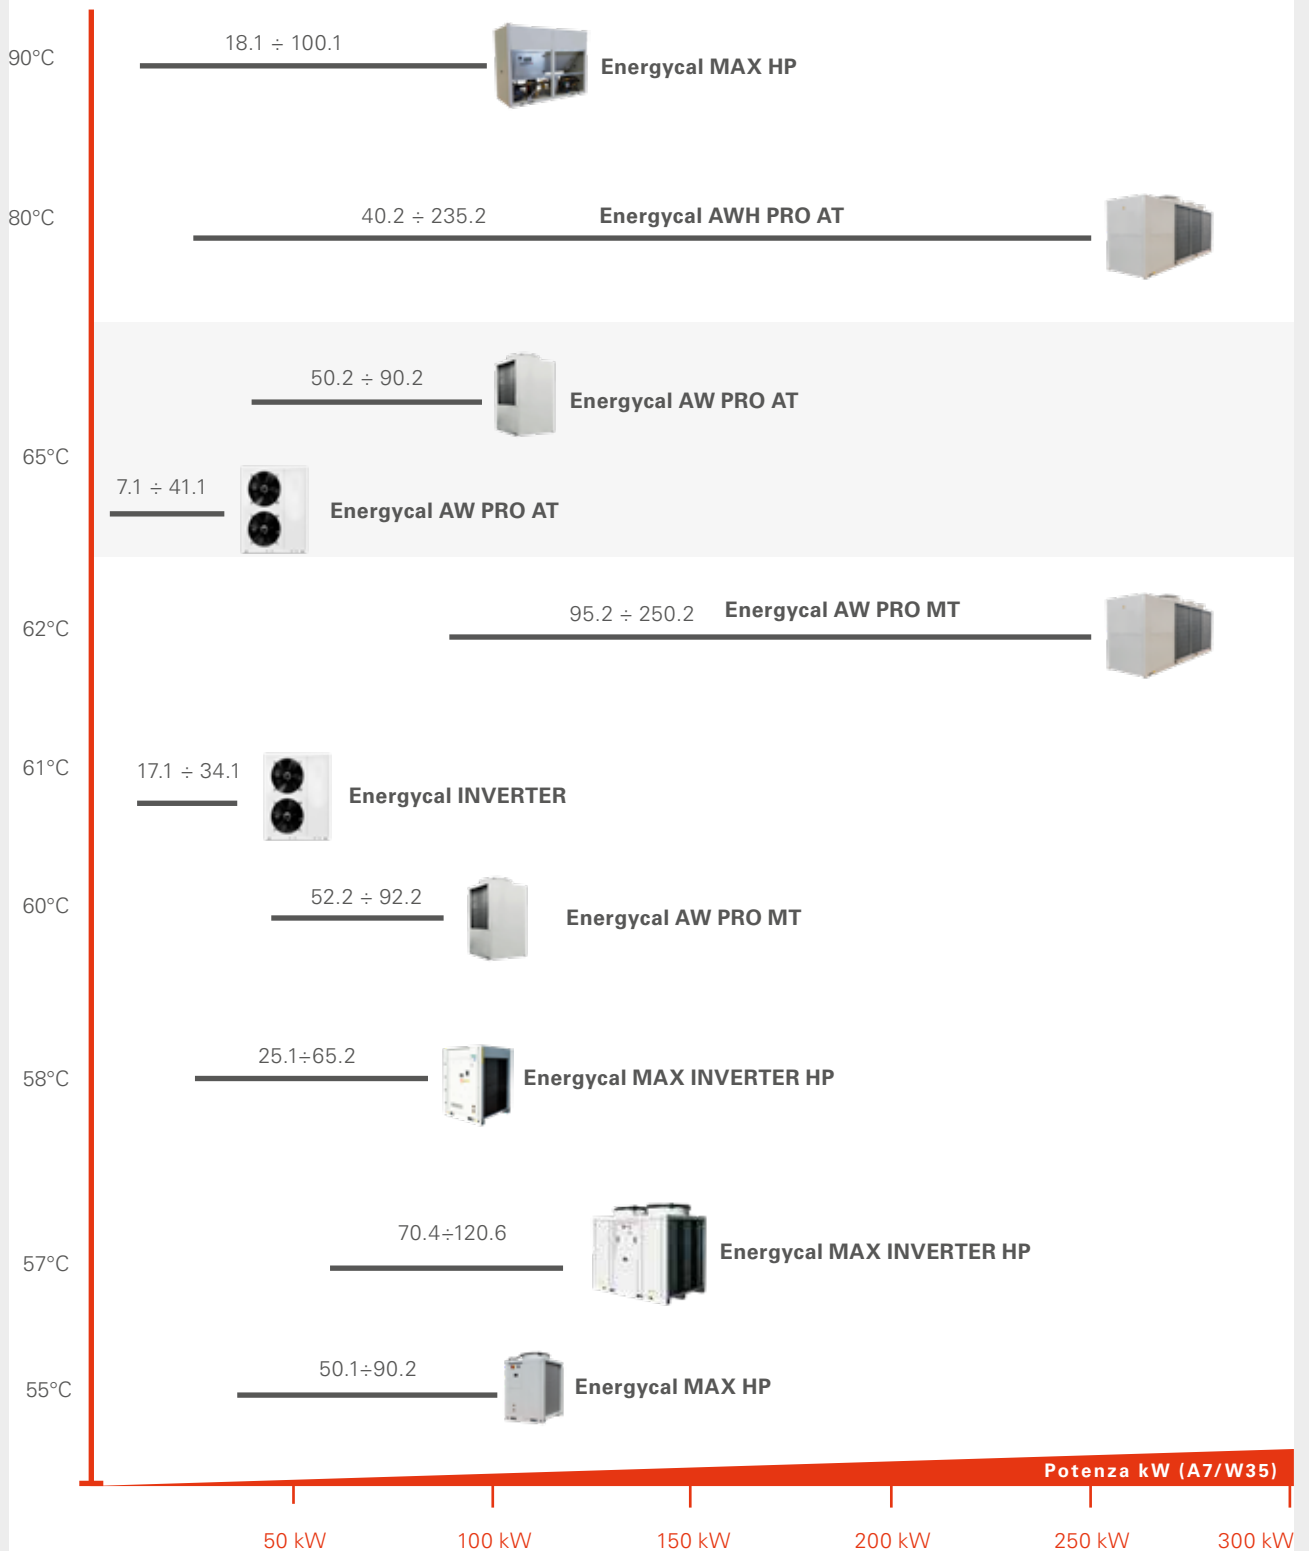 90°C
18.1 ÷ 100.1
Energycal MAX HP
80°C
40.2 ÷ 235.2
Energycal AWH PRO AT
50.2 ÷ 90.2
Energycal AW PRO AT
65°C
7.1 ÷ 41.1
Energycal AW PRO AT
62°C
95.2 ÷ 250.2
Energycal AW PRO MT
61°C
17.1 ÷ 34.1
Energycal INVERTER
60°C
52.2 ÷ 92.2
Energycal AW PRO MT
58°C
25.1÷65.2
Energycal MAX INVERTER HP
57°C
70.4÷120.6
Energycal MAX INVERTER HP
55°C
50.1÷90.2
Energycal MAX HP
Potenza kW (A7/W35)
50 kW
100 kW
150 kW
200 kW
250 kW
300 kW